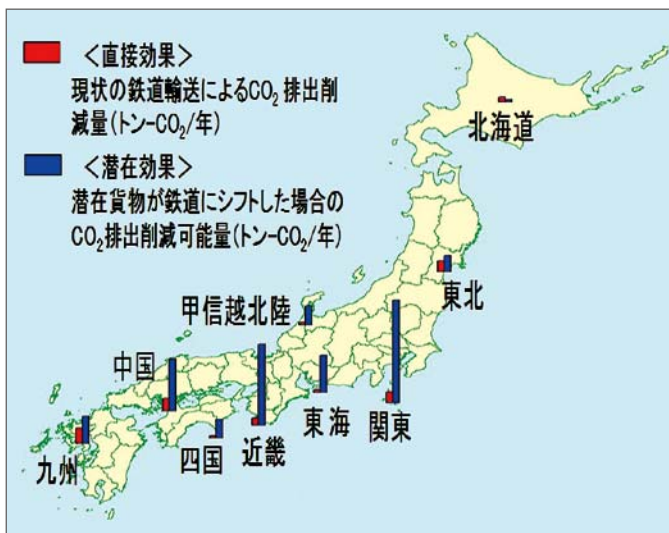 ＜直接効果＞
現状の鉄道輸送によるCO₂排出削
減量(トン-CO₂/年)
＜潜在効果＞
潜在貨物が鉄道にシフトした場合の
CO₂排出削減可能量(トン-CO₂/年)
北海道
東北
甲信越北陸
中国
東海
関東
近畿
四国
九州